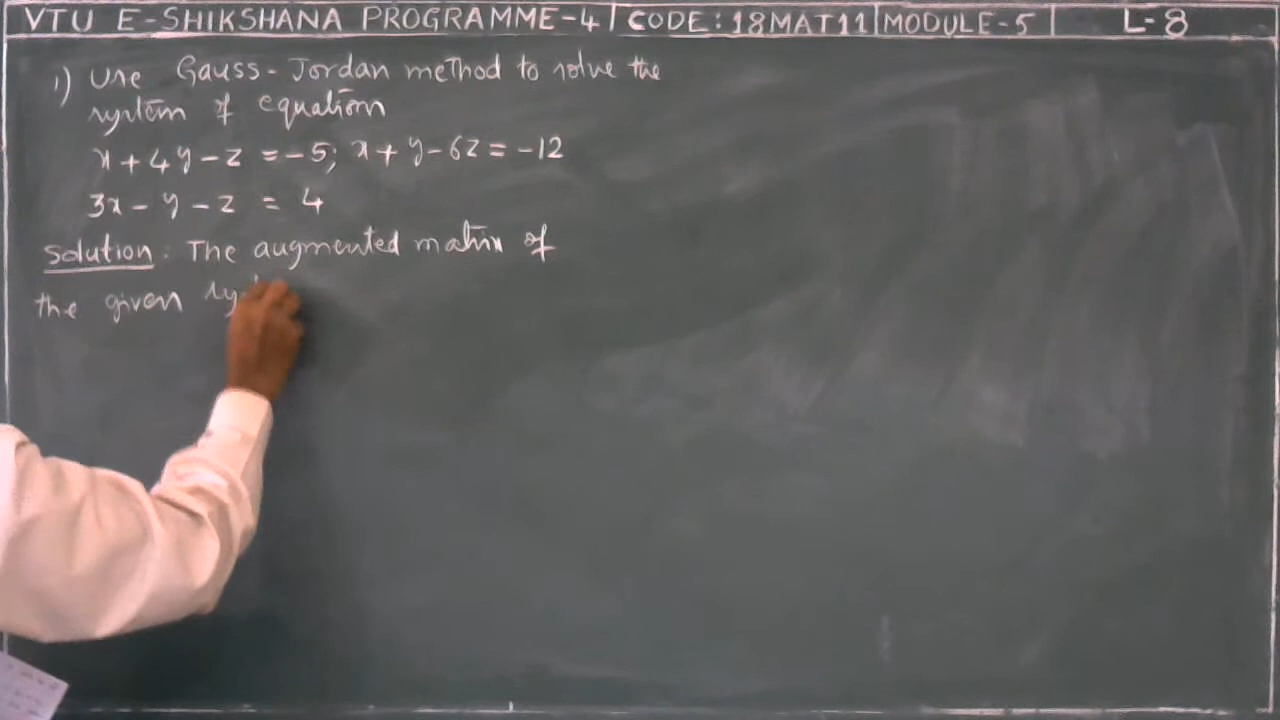 VTU E-SHIKSHANA PROGRAMME-4 | CODE:18MAT11 | MODULE-5 | L-8
1) Use Gauss-Jordan method to solve the
system of equation
x+4y-z=-5; x+y-6z=-12
3x-y-z=4
Solution: The augmented matrix of
the given